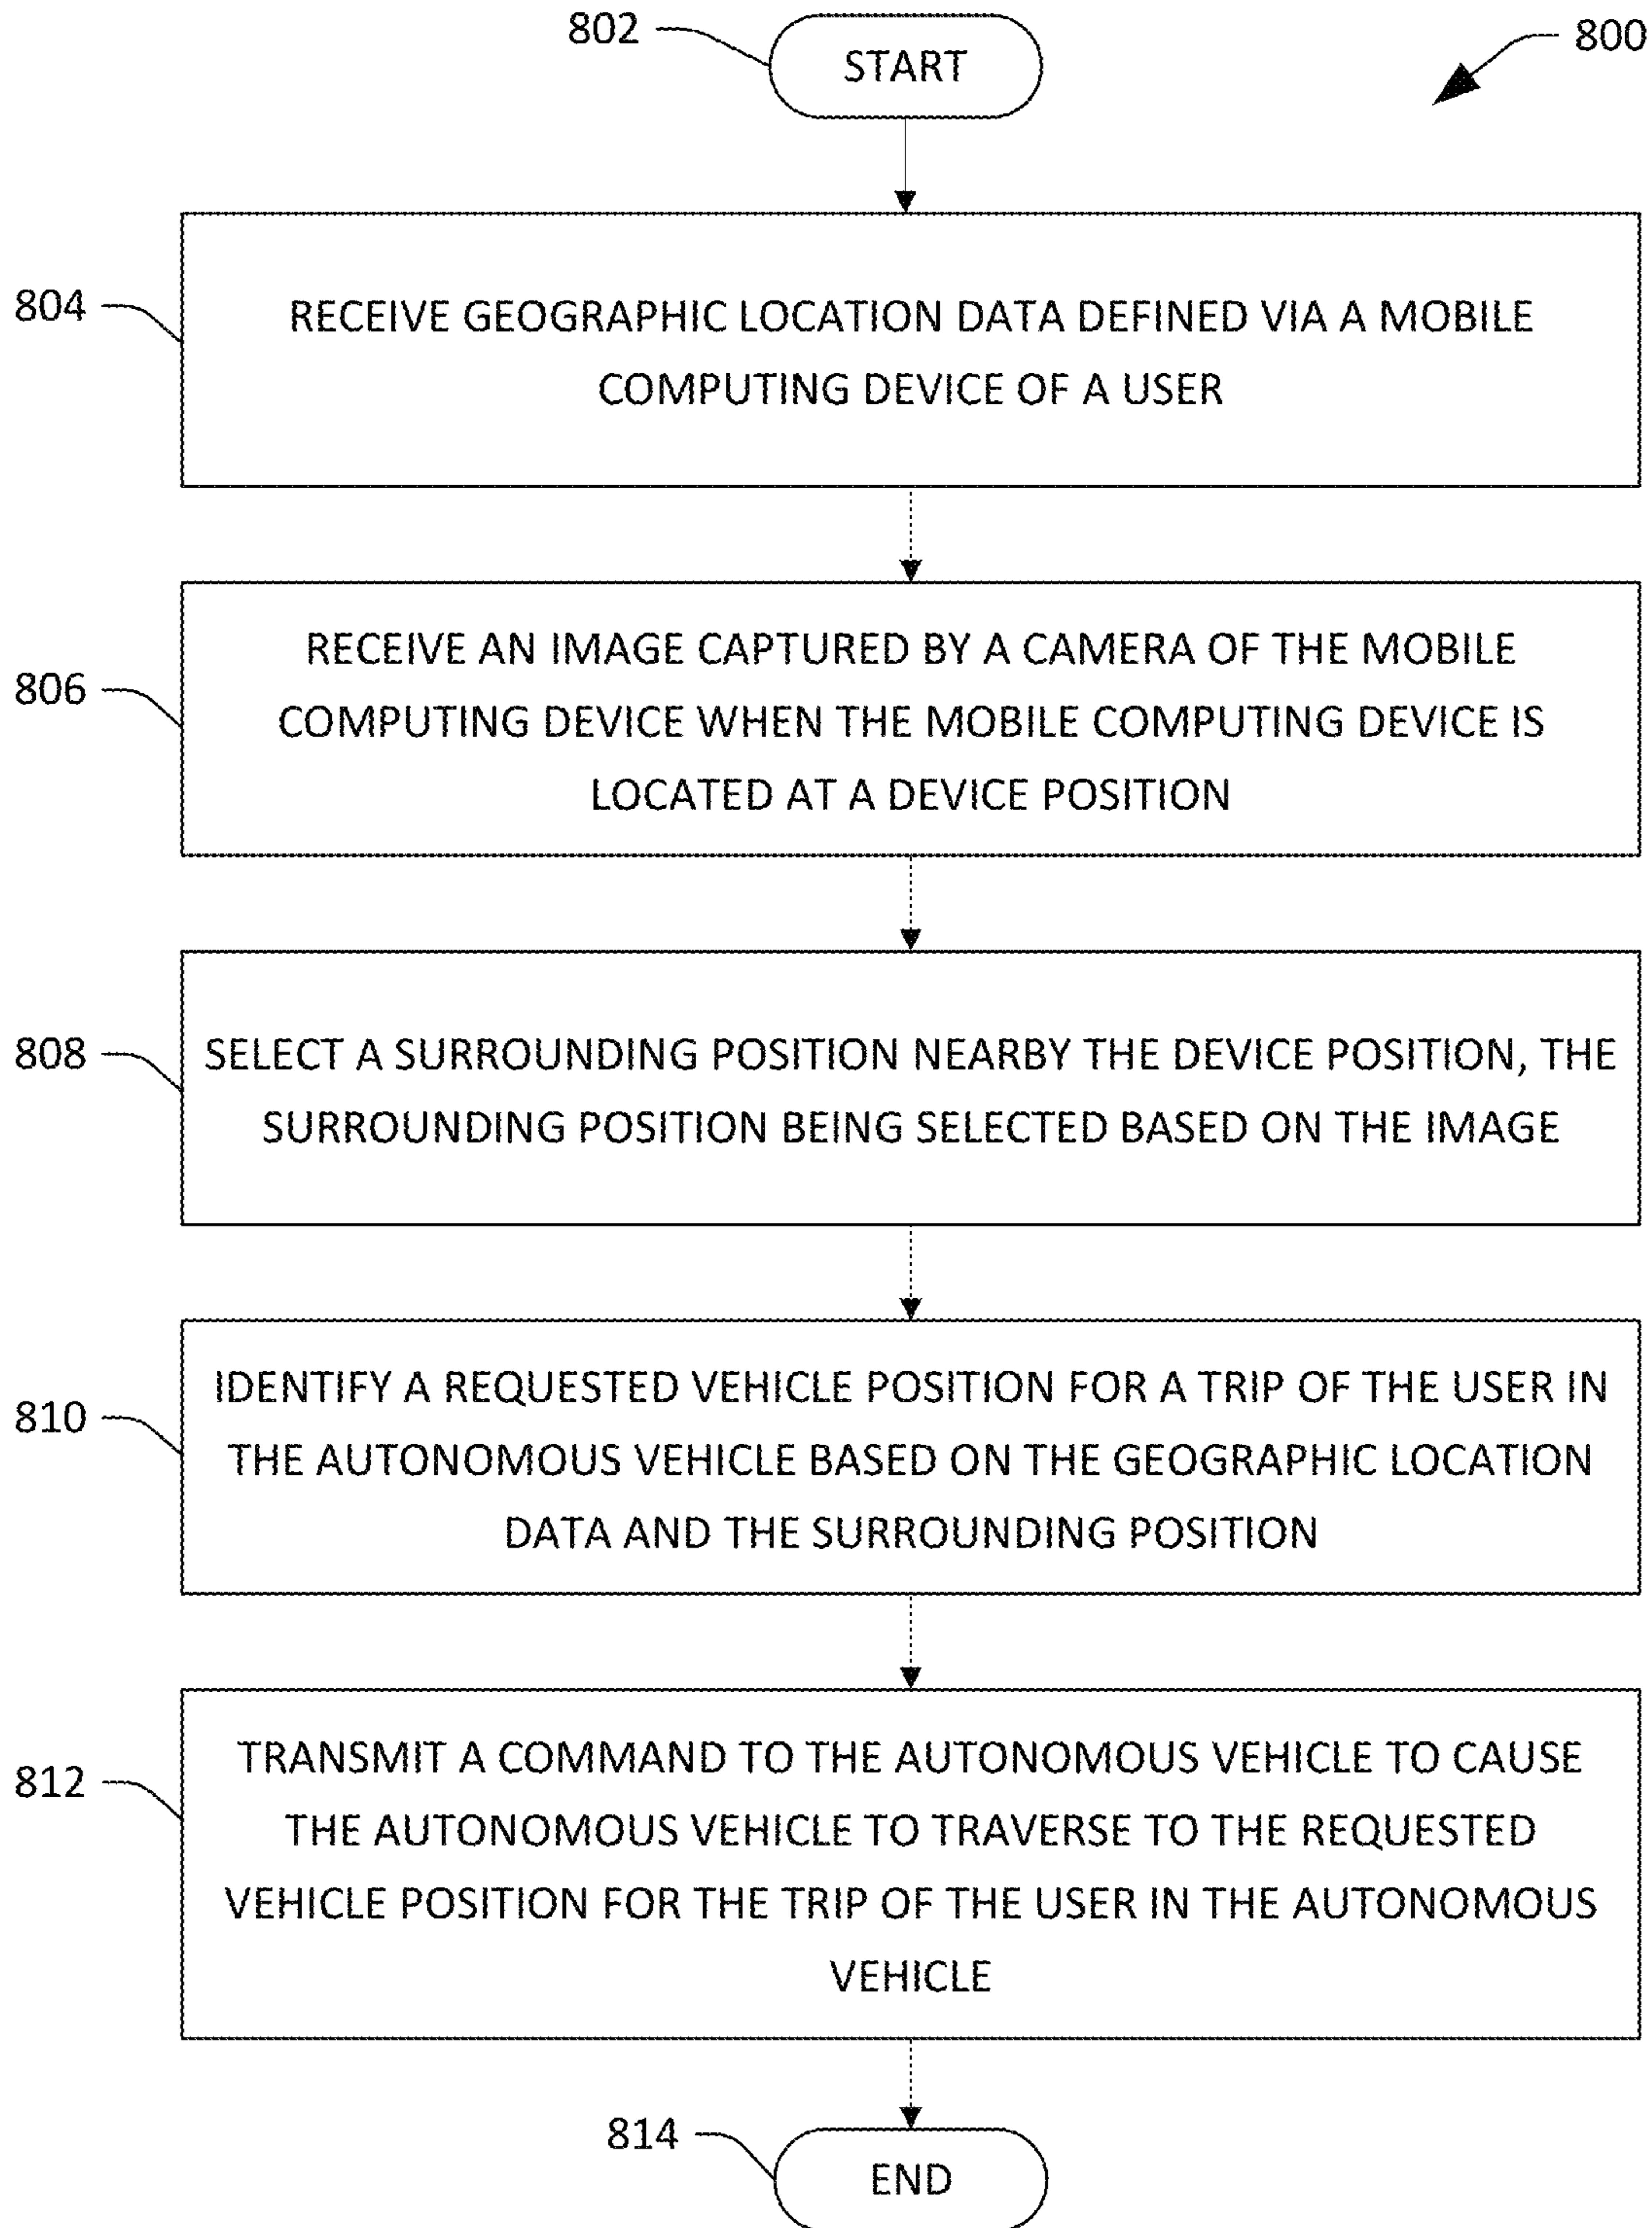 802
START
800
804
RECEIVE GEOGRAPHIC LOCATION DATA DEFINED VIA A MOBILE
COMPUTING DEVICE OF A USER
806
RECEIVE AN IMAGE CAPTURED BY A CAMERA OF THE MOBILE
COMPUTING DEVICE WHEN THE MOBILE COMPUTING DEVICE IS
LOCATED AT A DEVICE POSITION
808
SELECT A SURROUNDING POSITION NEARBY THE DEVICE POSITION, THE
SURROUNDING POSITION BEING SELECTED BASED ON THE IMAGE
810
IDENTIFY A REQUESTED VEHICLE POSITION FOR A TRIP OF THE USER IN
THE AUTONOMOUS VEHICLE BASED ON THE GEOGRAPHIC LOCATION
DATA AND THE SURROUNDING POSITION
812
TRANSMIT A COMMAND TO THE AUTONOMOUS VEHICLE TO CAUSE
THE AUTONOMOUS VEHICLE TO TRAVERSE TO THE REQUESTED
VEHICLE POSITION FOR THE TRIP OF THE USER IN THE AUTONOMOUS
VEHICLE
814
END